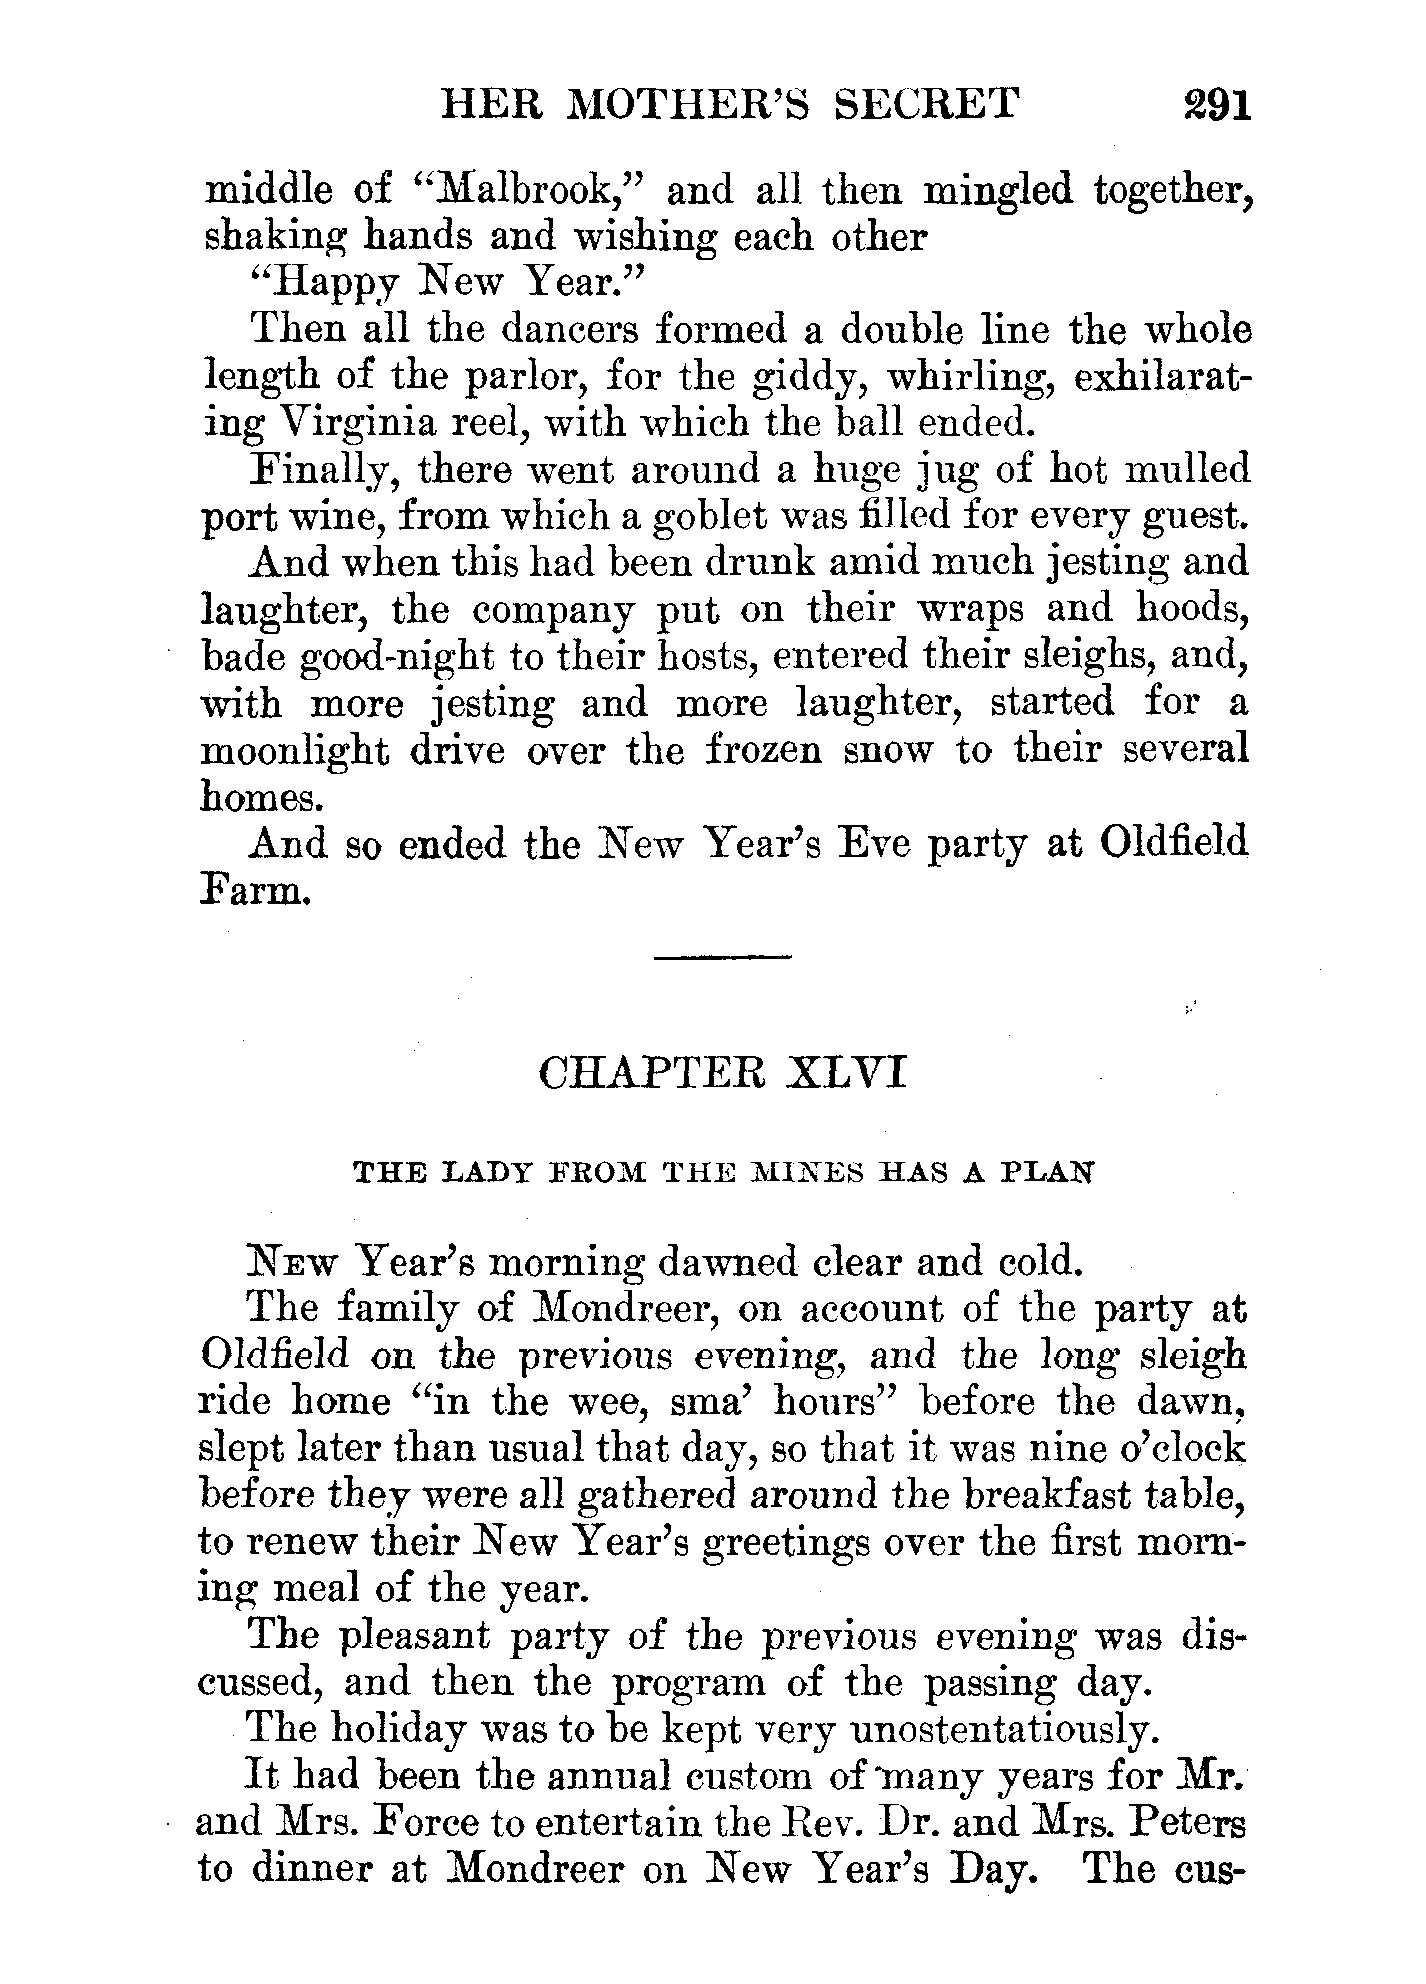 HER MOTHER'S SECRET 291
middle of “Malbrook,” and all then mingled together,
shaking hands and wishing each other
“Happy New Year.”
Then all the dancers formed a double line the whole
length of the parlor, for the giddy, whirling, exhilarat-
ing Virginia reel, with which the ball ended.
Finally, there went around a huge jug of hot mulled
port wine, from which a goblet was filled for every guest.
And when this had been drunk amid much jesting and
laughter, the company put on their wraps and hoods,
bade good-night to their hosts, entered their sleighs, and,
with more jesting and more laughter, started for a
moonlight drive over the frozen snow to their several
homes.
And so ended the New Year’s Eve party at Oldfield
Farm.
CHAPTER XLVI
THE LADY FROM THE MINES HAS A PLAN
NEW Year’s morning dawned clear and cold.
The family of Mondreer, on account of the party at
Oldfield on the previous evening, and the long sleigh
ride home “in the wee, sma’ hours” before the dawn,
slept later than usual that day, so that it was nine o’clock
before they were all gathered around the breakfast table,
to renew their New Year’s greetings over the first morn-
ing meal of the year.
The pleasant party of the previous evening was dis-
cussed, and then the program of the passing day.
The holiday was to be kept very unostentatiously.
It had been the annual custom of many years for Mr.
and Mrs. Force to entertain the Rev. Dr. and Mrs. Peters
to dinner at Mondreer on New Year’s Day. The cus-